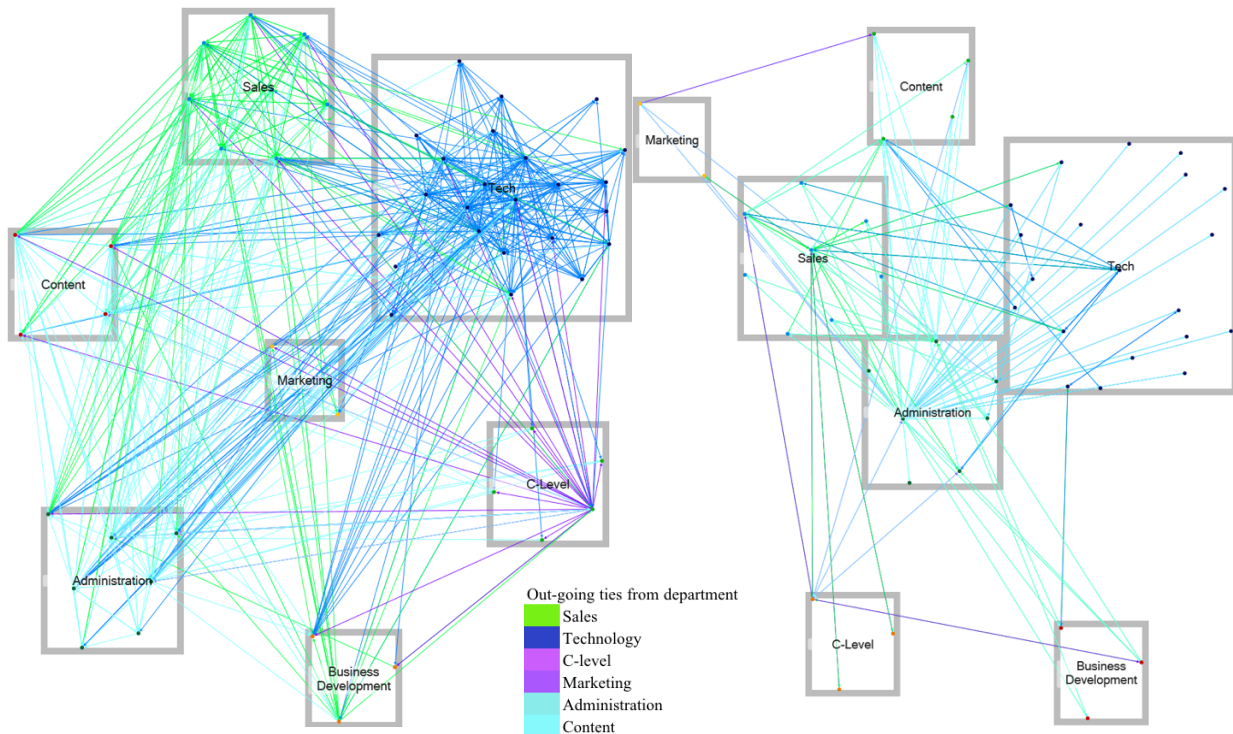 Sales
Tech
Content
Marketing
C-Level
Administration
Business
Development
Marketing
Content
Sales
Tech
Administration
C-Level
Business
Development
Out-going ties from department
Sales
Technology
C-level
Marketing
Administration
Content